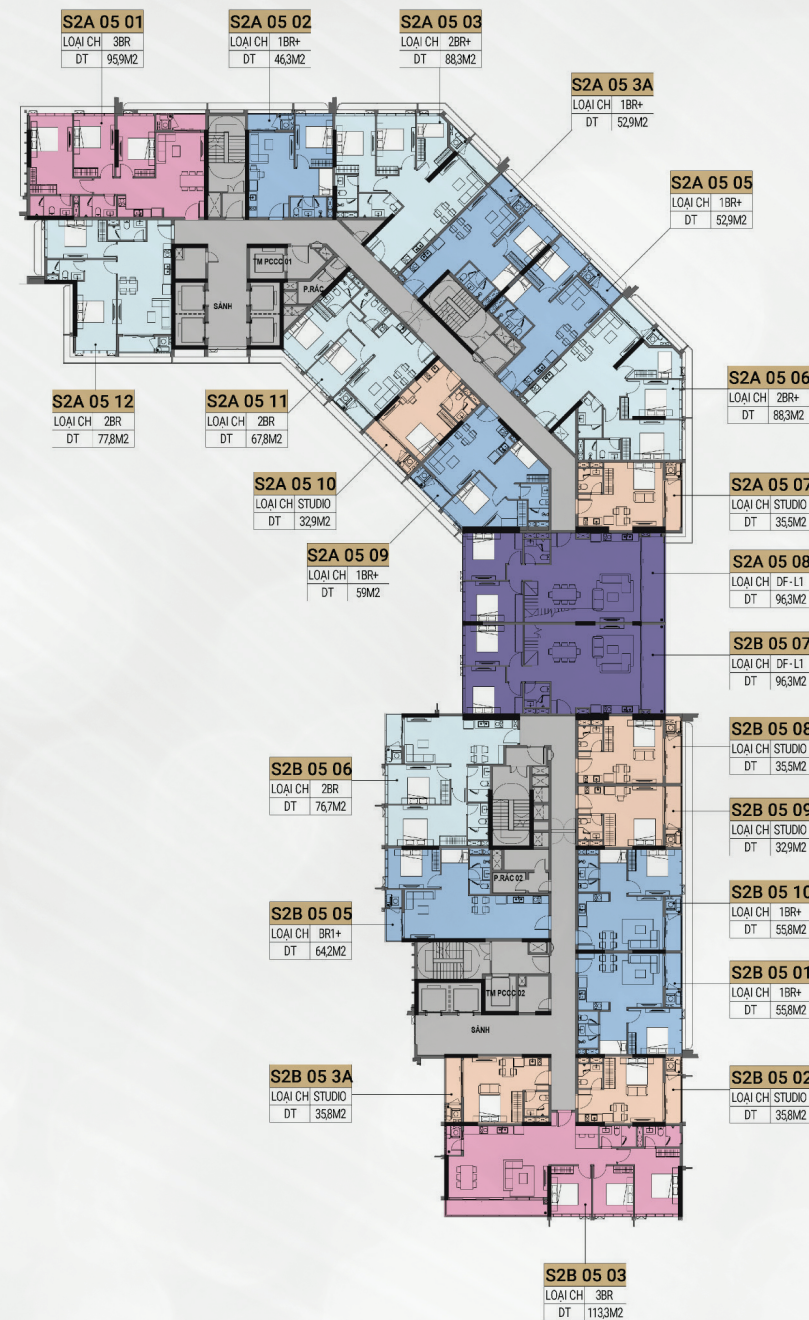 S2A 05 01
LOẠI CH 3BR
DT 95,9M2
S2A 05 02
LOẠI CH 1BR+
DT 46,3M2
S2A 05 03
LOẠI CH 2BR+
DT 88,3M2
S2A 05 3A
LOẠI CH 1BR+
DT 52,9M2
S2A 05 05
LOẠI CH 1BR+
DT 52,9M2
TM PCCC 01
P.RÁC
SẢNH
S2A 05 12
LOẠI CH 2BR
DT 77,8M2
S2A 05 11
LOẠI CH 2BR
DT 67,8M2
S2A 05 06
LOẠI CH 2BR+
DT 88,3M2
S2A 05 10
LOẠI CH STUDIO
DT 32,9M2
S2A 05 07
LOẠI CH STUDIO
DT 35,5M2
S2A 05 09
LOẠI CH 1BR+
DT 59M2
S2A 05 08
LOẠI CH DF-L1
DT 96,3M2
S2B 05 07
LOẠI CH DF-L1
DT 96,3M2
S2B 05 08
LOẠI CH STUDIO
DT 35,5M2
S2B 05 06
LOẠI CH 2BR
DT 76,7M2
S2B 05 09
LOẠI CH STUDIO
DT 32,9M2
P.RÁC 02
S2B 05 10
LOẠI CH 1BR+
DT 55,8M2
S2B 05 05
LOẠI CH BR1+
DT 64,2M2
S2B 05 01
LOẠI CH 1BR+
DT 55,8M2
TM PCCC 02
SẢNH
S2B 05 3A
LOẠI CH STUDIO
DT 35,8M2
S2B 05 02
LOẠI CH STUDIO
DT 35,8M2
S2B 05 03
LOẠI CH 3BR
DT 113,3M2